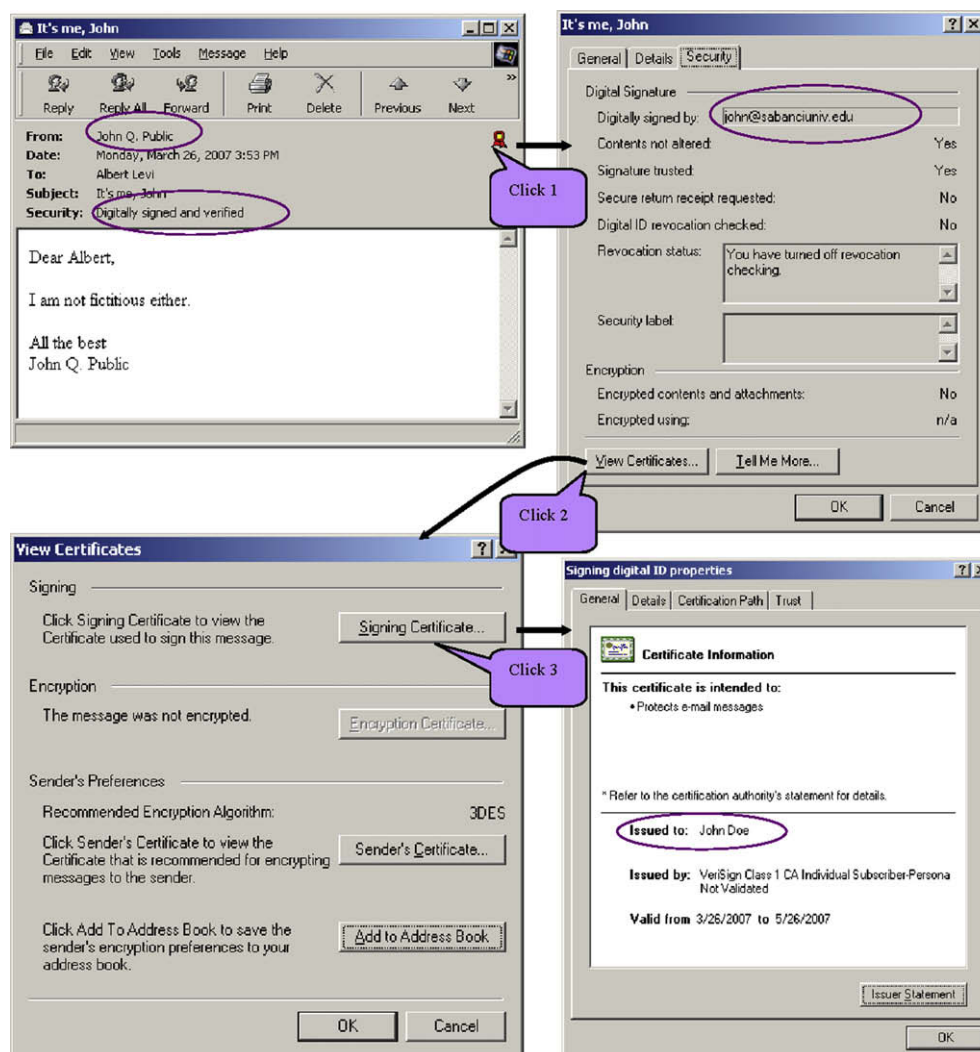 It's me, John
File Edit View Tools Message Help
Reply Reply All Forward Print Delete Previous Next
From: John Q. Public
Date: Monday, March 26, 2007 3:53 PM
To: Albert Levi
Subject: It's me, John
Security: Digitally signed and verified
Dear Albert,
I am not fictitious either.
All the best
John Q. Public
Click 1
It's me, John
General Details Security
Digital Signature
Digitally signed by: john@sabanciuniv.edu
Contents not altered: Yes
Signature trusted: Yes
Secure return receipt requested: No
Digital ID revocation checked: No
Revocation status: You have turned off revocation
checking.
Security label:
Encryption
Encrypted contents and attachments: No
Encrypted using: n/a
View Certificates... Tell Me More...
OK Cancel
Click 2
View Certificates
Signing
Click Signing Certificate to view the
Certificate used to sign this message.
Signing Certificate...
Click 3
Encryption
The message was not encrypted.
Encryption Certificate...
Sender's Preferences
Recommended Encryption Algorithm: 3DES
Click Sender's Certificate to view the
Certificate that is recommended for encrypting
messages to the sender.
Sender's Certificate...
Click Add To Address Book to save the
sender's encryption preferences to your
address book.
Add to Address Book
OK Cancel
Signing digital ID properties
General Details Certification Path Trust
Certificate Information
This certificate is intended to:
• Protects e-mail messages
* Refer to the certification authority's statement for details.
Issued to: John Doe
Issued by: VeriSign Class 1 CA Individual Subscriber-Persona
Not Validated
Valid from 3/26/2007 to 5/26/2007
Issuer Statement
OK